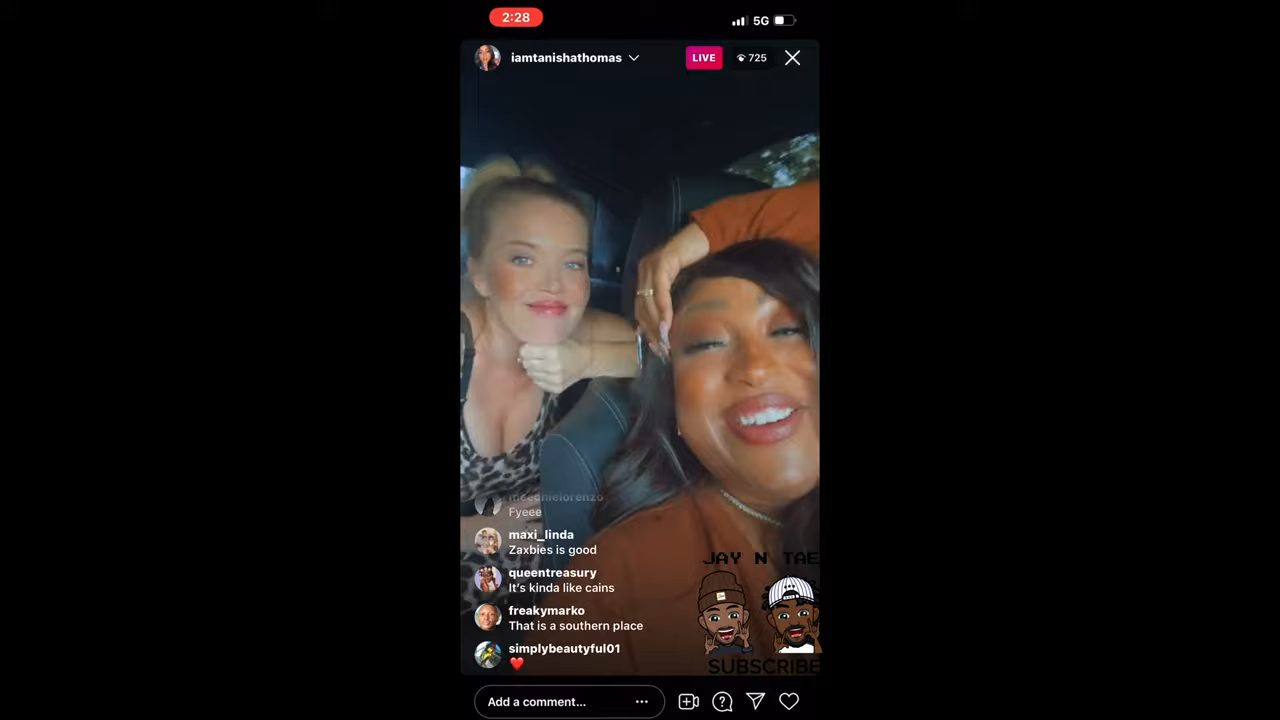 2:28
5G
iamtanishathomas
LIVE
725
meechielorenzo
Fyeee
maxi_linda
Zaxbies is good
queentreasury
It's kinda like cains
freakymarko
That is a southern place
simplybeautyful01
❤️
JAY N TAE
SUBSCRIBE
Add a comment...